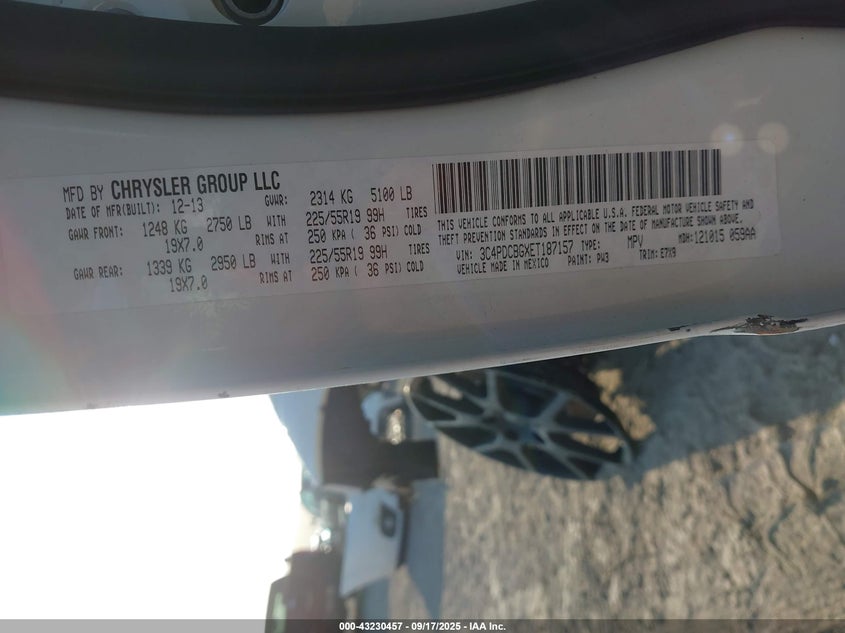 MFD BY CHRYSLER GROUP LLC
DATE OF MFR(BUILT): 12-13 GVWR: 2314 KG 5100 LB
GAWR FRONT: 1248 KG 2750 LB WITH 225/55R19 99H TIRES
19X7.0 RIMS AT 250 KPA ( 36 PSI) COLD
GAWR REAR: 1339 KG 2950 LB WITH 225/55R19 99H TIRES
19X7.0 RIMS AT 250 KPA ( 36 PSI) COLD
THIS VEHICLE CONFORMS TO ALL APPLICABLE U.S.A. FEDERAL MOTOR VEHICLE SAFETY AND
THEFT PREVENTION STANDARDS IN EFFECT ON THE DATE OF MANUFACTURE SHOWN ABOVE.
VIN: 3C4PDCBGXET187157 TYPE: MPV MDH:121015 059AA
VEHICLE MADE IN MEXICO PAINT: PW3 TRIM: E7X9
000-43230457 - 09/17/2025 - IAA Inc.